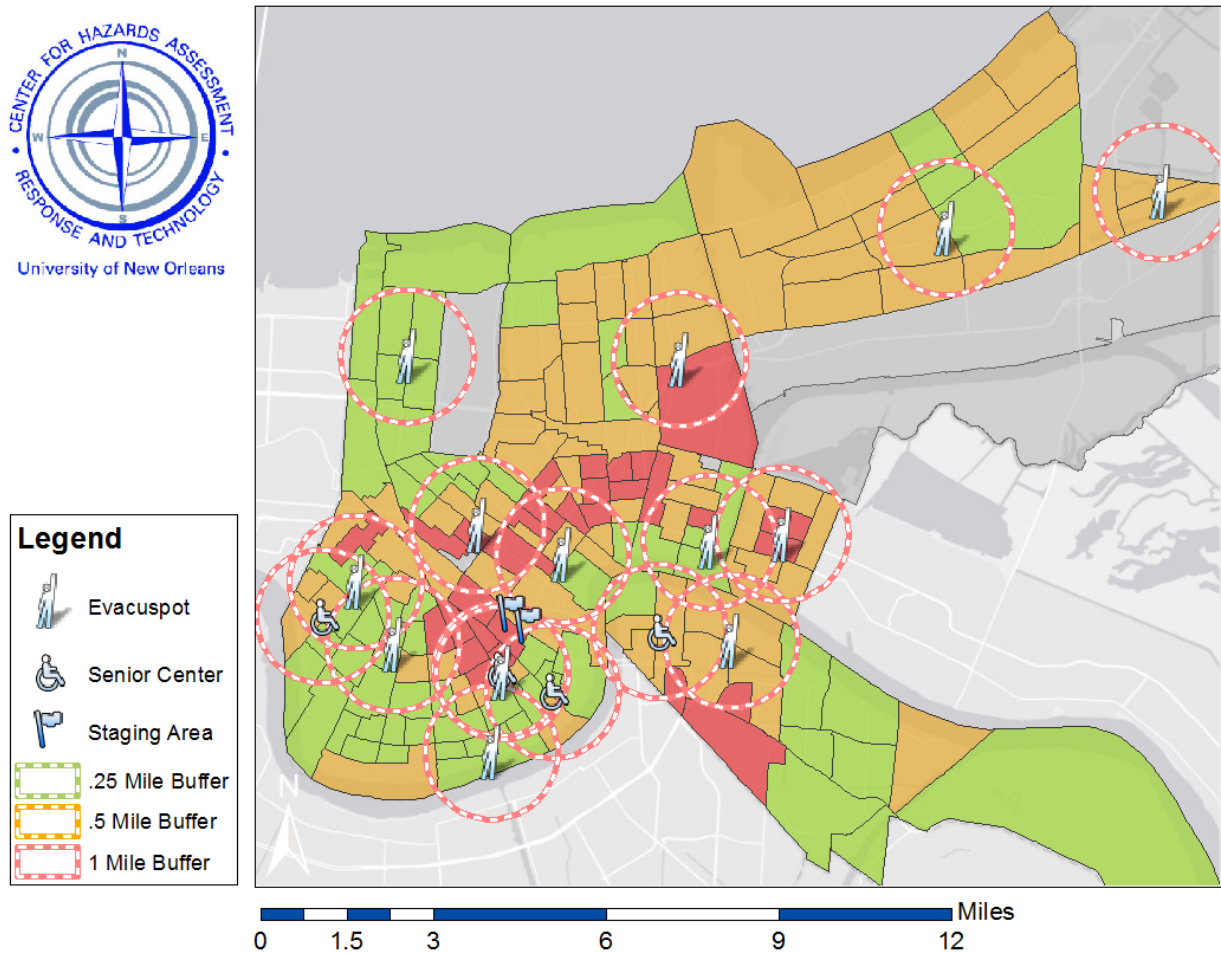 CENTER FOR HAZARDS ASSESSMENT
RESPONSE AND TECHNOLOGY
N
W
E
S
University of New Orleans
Legend
Evacuspot
Senior Center
Staging Area
.25 Mile Buffer
.5 Mile Buffer
1 Mile Buffer
N
Miles
0 1.5 3 6 9 12